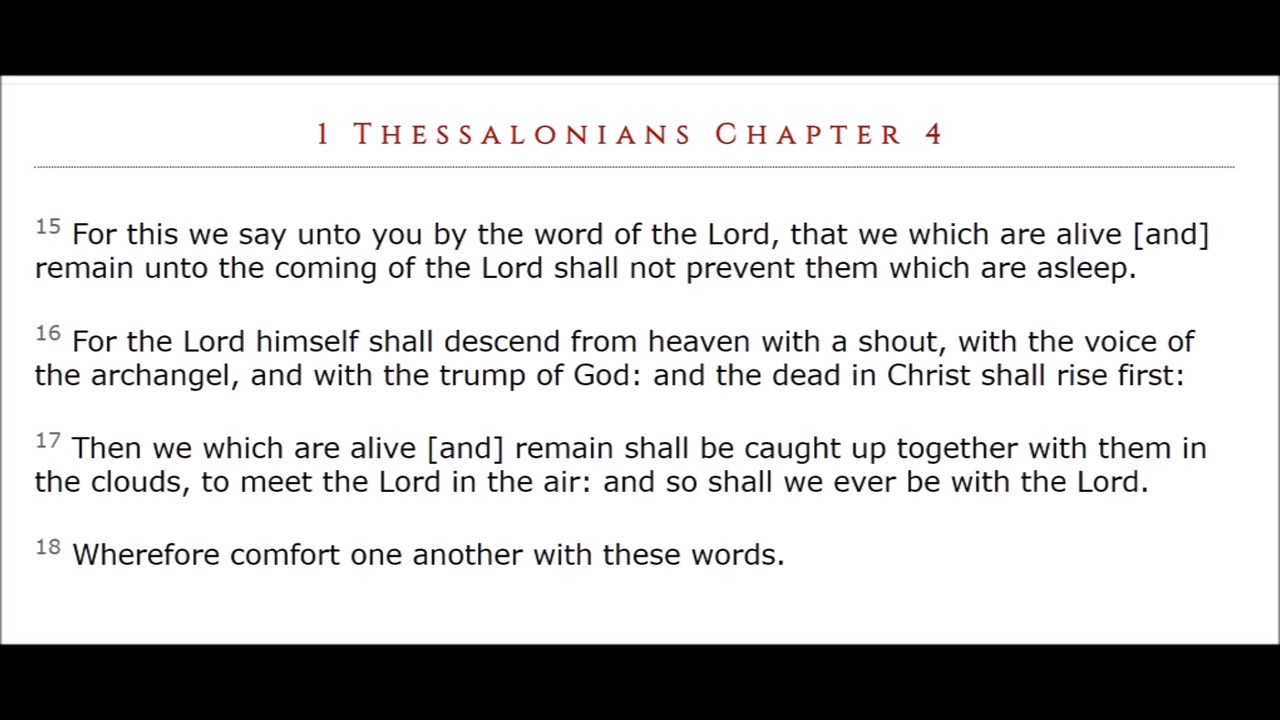 1 Thessalonians Chapter 4
15 For this we say unto you by the word of the Lord, that we which are alive [and]
remain unto the coming of the Lord shall not prevent them which are asleep.
16 For the Lord himself shall descend from heaven with a shout, with the voice of
the archangel, and with the trump of God: and the dead in Christ shall rise first:
17 Then we which are alive [and] remain shall be caught up together with them in
the clouds, to meet the Lord in the air: and so shall we ever be with the Lord.
18 Wherefore comfort one another with these words.